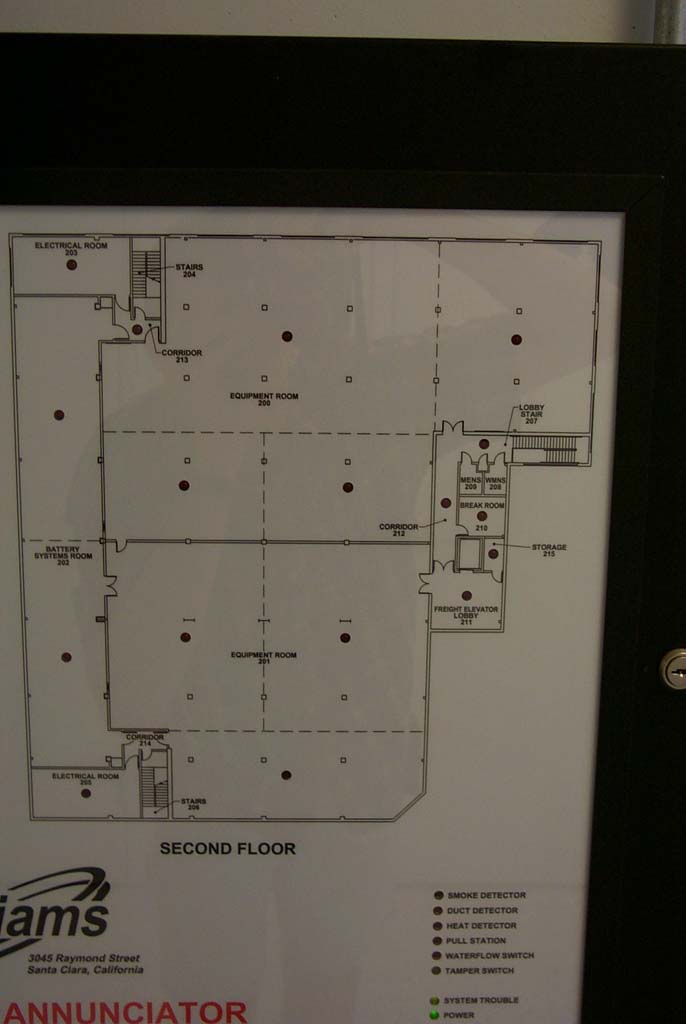 ELECTRICAL ROOM
203
STAIRS
204
CORRIDOR
213
EQUIPMENT ROOM
200
LOBBY
STAIR
207
MENS
209
WMNS
208
BREAK ROOM
210
CORRIDOR
212
STORAGE
215
BATTERY
SYSTEMS ROOM
202
FREIGHT ELEVATOR
LOBBY
211
EQUIPMENT ROOM
201
CORRIDOR
214
ELECTRICAL ROOM
205
STAIRS
206
SECOND FLOOR
iams
3045 Raymond Street
Santa Clara, California
ANNUNCIATOR
SMOKE DETECTOR
DUCT DETECTOR
HEAT DETECTOR
PULL STATION
WATERFLOW SWITCH
TAMPER SWITCH
SYSTEM TROUBLE
POWER